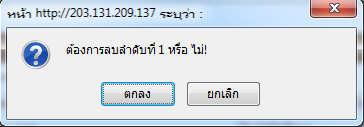 หน้า http://203.131.209.137 ระบุว่า :
ต้องการลบลำดับที่ 1 หรือ ไม่!
ตกลง ยกเลิก